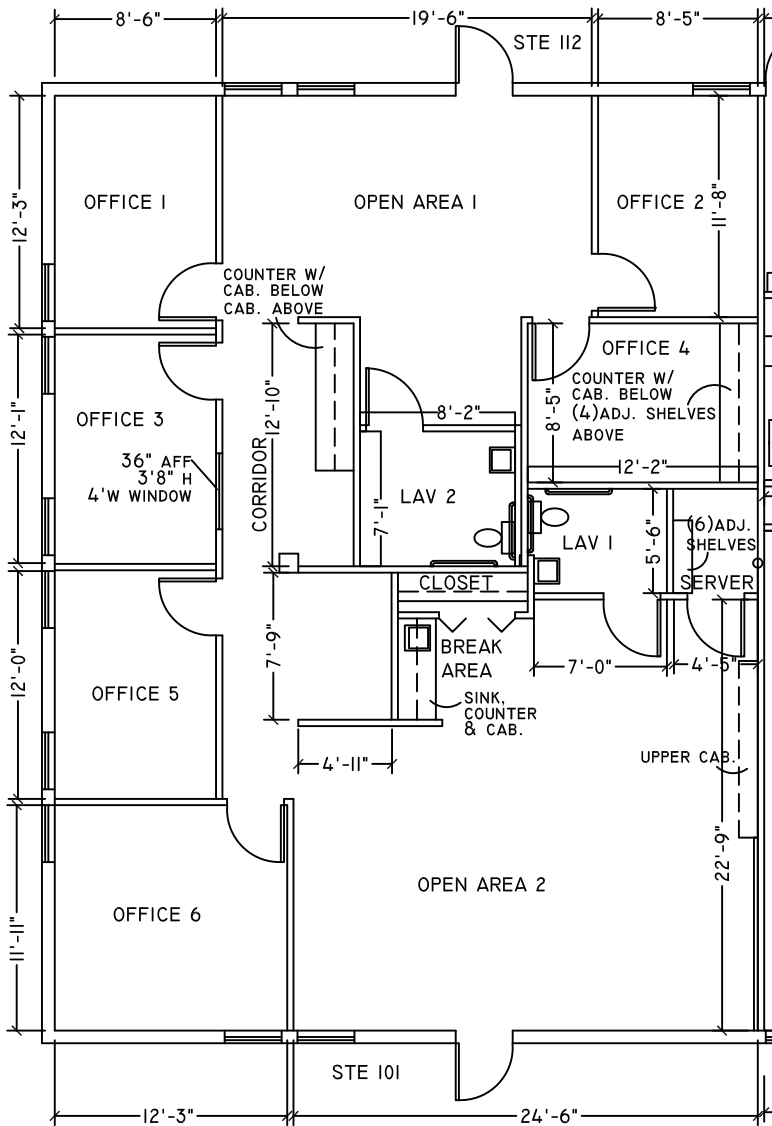 8'-6"
19'-6"
8'-5"
STE 112
12'-3"
OFFICE 1
OPEN AREA 1
OFFICE 2
11'-8"
COUNTER W/
CAB. BELOW
CAB. ABOVE
12'-1"
OFFICE 3
36" AFF
3'8" H
4'W WINDOW
CORRIDOR
12'-10"
8'-2"
LAV 2
7'-1"
8'-5"
OFFICE 4
COUNTER W/
CAB. BELOW
(4)ADJ. SHELVES
ABOVE
12'-2"
LAV 1
5'-6"
(6)ADJ.
SHELVES
SERVER
12'-0"
OFFICE 5
7'-9"
CLOSET
BREAK
AREA
SINK,
COUNTER
& CAB.
7'-0"
4'-5"
4'-11"
UPPER CAB.
22'-9"
11'-11"
OFFICE 6
OPEN AREA 2
STE 101
12'-3"
24'-6"